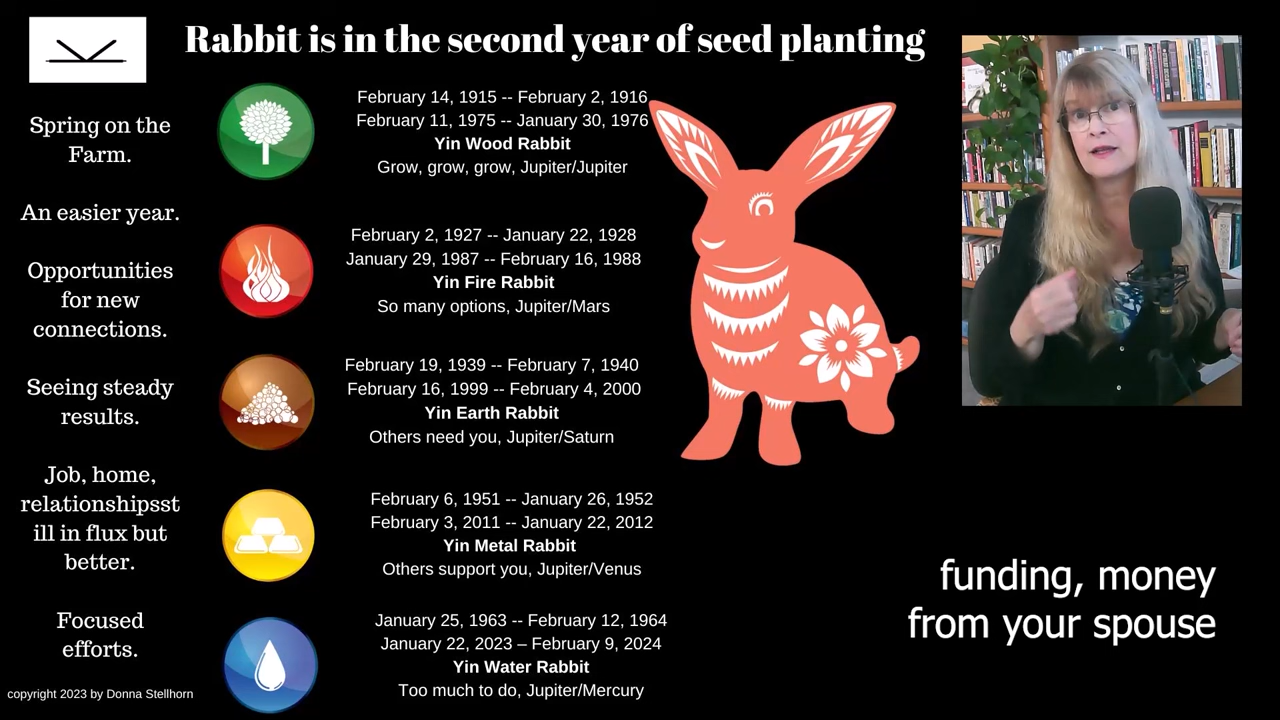 Rabbit is in the second year of seed planting
Spring on the
Farm.
An easier year.
Opportunities
for new
connections.
Seeing steady
results.
Job, home,
relationshipsst
ill in flux but
better.
Focused
efforts.
copyright 2023 by Donna Stellhorn
February 14, 1915 -- February 2, 1916
February 11, 1975 -- January 30, 1976
Yin Wood Rabbit
Grow, grow, grow, Jupiter/Jupiter
February 2, 1927 -- January 22, 1928
January 29, 1987 -- February 16, 1988
Yin Fire Rabbit
So many options, Jupiter/Mars
February 19, 1939 -- February 7, 1940
February 16, 1999 -- February 4, 2000
Yin Earth Rabbit
Others need you, Jupiter/Saturn
February 6, 1951 -- January 26, 1952
February 3, 2011 -- January 22, 2012
Yin Metal Rabbit
Others support you, Jupiter/Venus
January 25, 1963 -- February 12, 1964
January 22, 2023 – February 9, 2024
Yin Water Rabbit
Too much to do, Jupiter/Mercury
funding, money
from your spouse